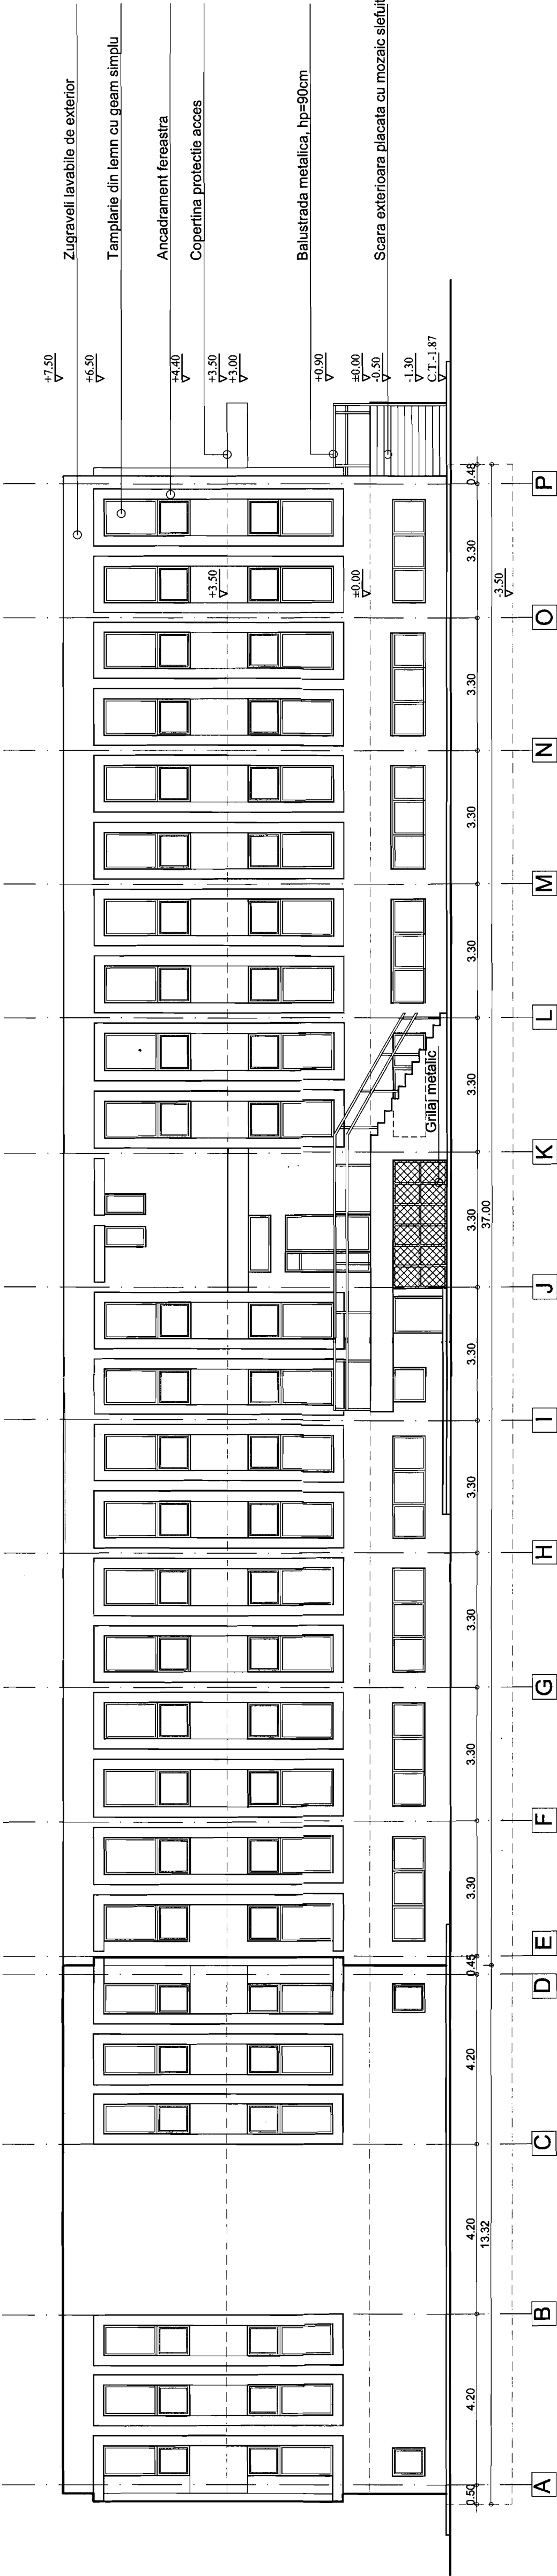 Zugraveli lavabile de exterior
Tamplarie din lemn cu geam simplu
Ancadrament fereastra
Copertina protectie acces
Balustrada metalica, hp=90cm
Scara exterioara placata cu mozaic slefuit
+7.50
+6.50
+4.40
+3.50
+3.00
+0.90
±0.00
-0.50
-1.30
C.T.-1.87
+3.50
±0.00
-3.50
Grilaj metalic
0.50
4.20
4.20
4.20
0.45
3.30
3.30
3.30
3.30
3.30
3.30
3.30
3.30
3.30
3.30
3.30
0.48
13.32
37.00
A
B
C
D
E
F
G
H
I
J
K
L
M
N
O
P